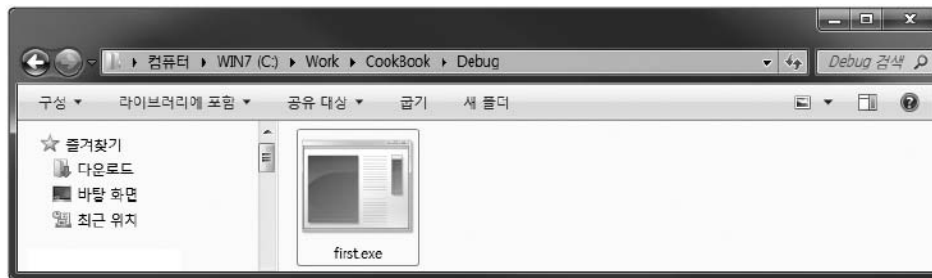 컴퓨터 ▸ WIN7 (C:) ▸ Work ▸ CookBook ▸ Debug
Debug 검색
구성 ▾ 라이브러리에 포함 ▾ 공유 대상 ▾ 굽기 새 폴더
즐겨찾기
다운로드
바탕 화면
최근 위치
first.exe